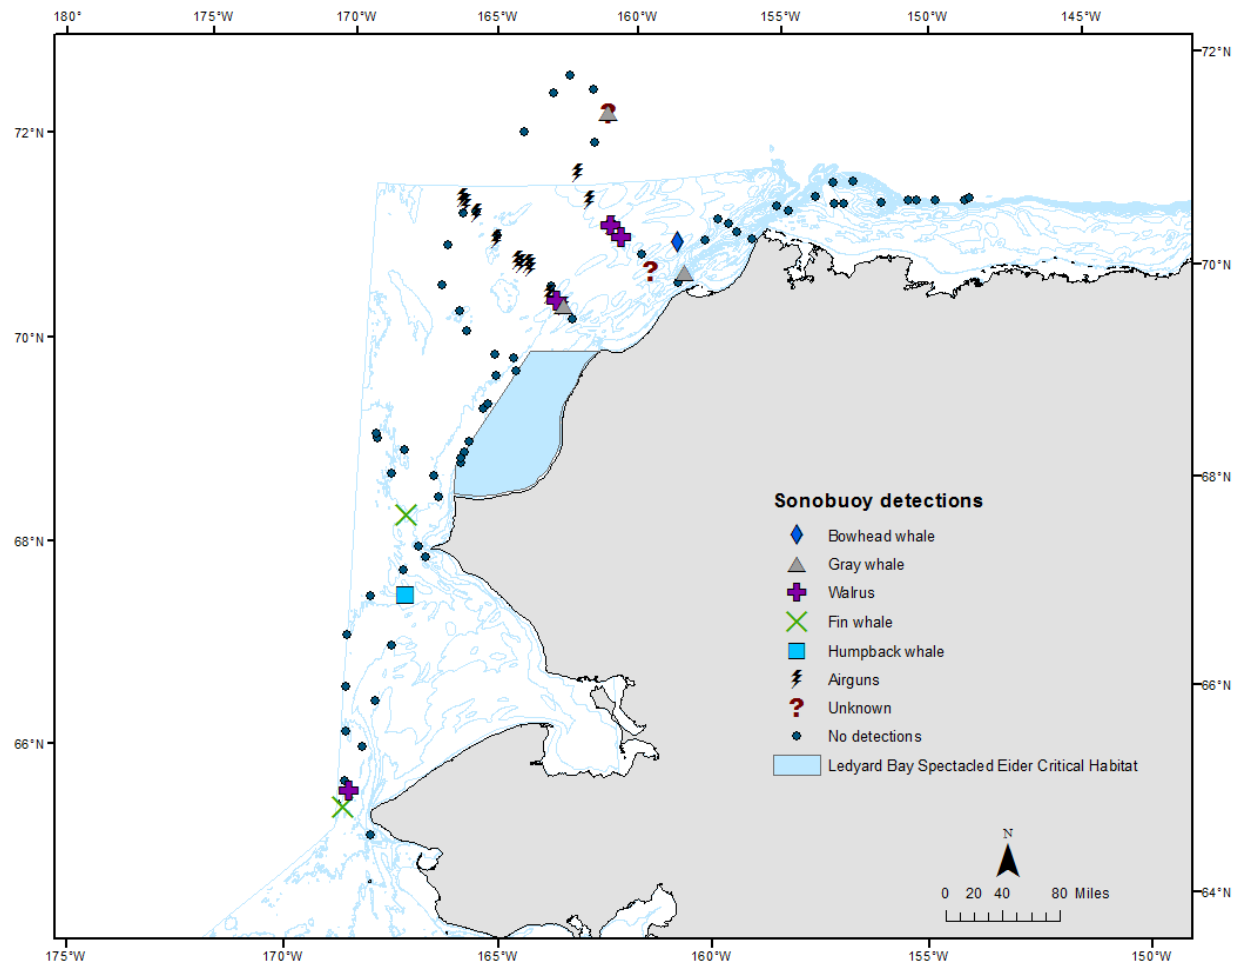 180° 175°W 170°W 165°W 160°W 155°W 150°W 145°W
72°N
72°N
70°N
70°N
68°N
68°N
66°N
66°N
64°N
Sonobuoy detections
Bowhead whale
Gray whale
Walrus
Fin whale
Humpback whale
Airguns
? Unknown
No detections
Ledyard Bay Spectacled Eider Critical Habitat
N
0 20 40 80 Miles
175°W 170°W 165°W 160°W 155°W 150°W